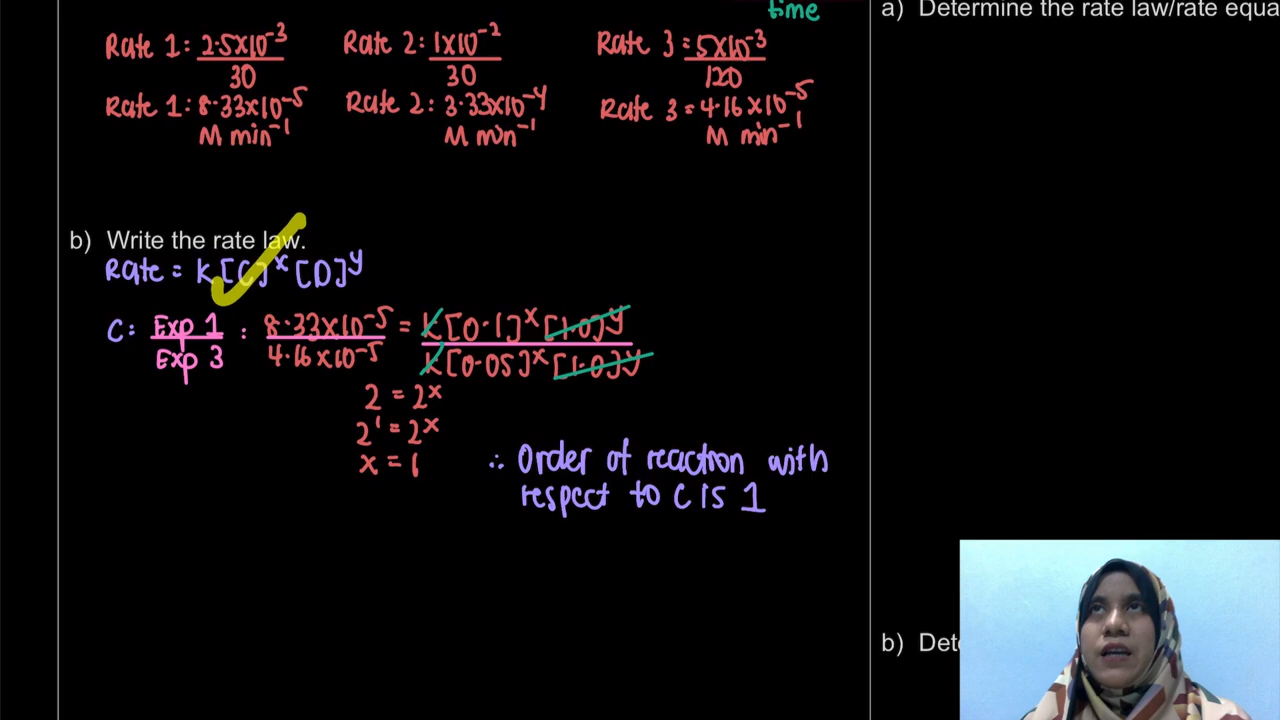 time
Rate 1: 2.5x10⁻³
30
Rate 1: 8.33x10⁻⁵
M min⁻¹
Rate 2: 1x10⁻²
30
Rate 2: 3.33x10⁻⁴
M min⁻¹
Rate 3 = 5x10⁻³
120
Rate 3 = 4.16x10⁻⁵
M min⁻¹
b) Write the rate law.
Rate = K[C]ˣ[D]ʸ
C: Exp 1 : 8.33x10⁻⁵ = K[0.1]ˣ[1.0]ʸ
Exp 3 4.16x10⁻⁵ K[0.05]ˣ[1.0]ʸ
2 = 2ˣ
2¹ = 2ˣ
x = 1
∴ Order of reaction with
respect to C is 1
a) Determine the rate law/rate equa
b) Det